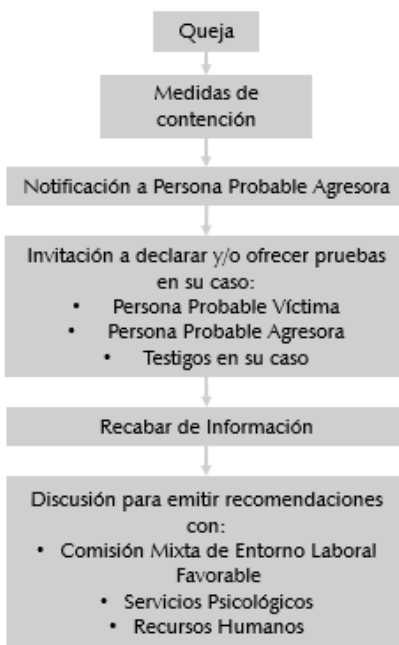 Queja
Medidas de
contención
Notificación a Persona Probable Agresora
Invitación a declarar y/o ofrecer pruebas
en su caso:
• Persona Probable Víctima
• Persona Probable Agresora
• Testigos en su caso
Recabar de Información
Discusión para emitir recomendaciones
con:
• Comisión Mixta de Entorno Laboral
Favorable
• Servicios Psicológicos
• Recursos Humanos